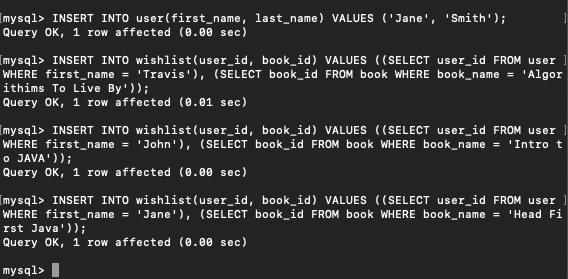 [mysql> INSERT INTO user(first_name, last_name) VALUES ('Jane', 'Smith'); ]
Query OK, 1 row affected (0.00 sec)
[mysql> INSERT INTO wishlist(user_id, book_id) VALUES ((SELECT user_id FROM user ]
WHERE first_name = 'Travis'), (SELECT book_id FROM book WHERE book_name = 'Algor
ithims To Live By'));
Query OK, 1 row affected (0.01 sec)
[mysql> INSERT INTO wishlist(user_id, book_id) VALUES ((SELECT user_id FROM user ]
WHERE first_name = 'John'), (SELECT book_id FROM book WHERE book_name = 'Intro t
o JAVA'));
Query OK, 1 row affected (0.00 sec)
[mysql> INSERT INTO wishlist(user_id, book_id) VALUES ((SELECT user_id FROM user ]
WHERE first_name = 'Jane'), (SELECT book_id FROM book WHERE book_name = 'Head Fi
rst Java'));
Query OK, 1 row affected (0.00 sec)
mysql>